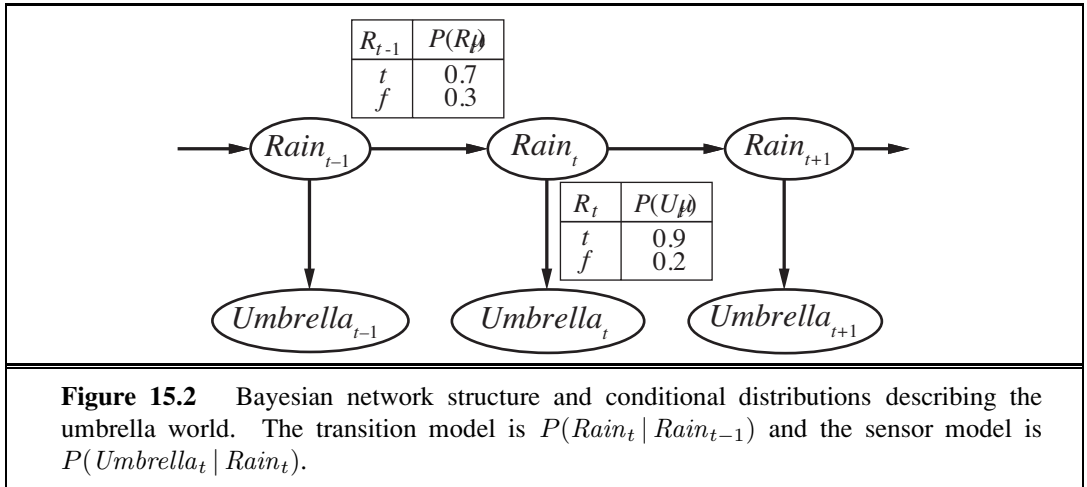 R_{t-1} P(R_t)
t 0.7
f 0.3
Rain_{t–1} Rain_t Rain_{t+1}
R_t P(U_t)
t 0.9
f 0.2
Umbrella_{t–1} Umbrella_t Umbrella_{t+1}
Figure 15.2 Bayesian network structure and conditional distributions describing the
umbrella world. The transition model is P(Rain_t | Rain_{t−1}) and the sensor model is
P(Umbrella_t | Rain_t).